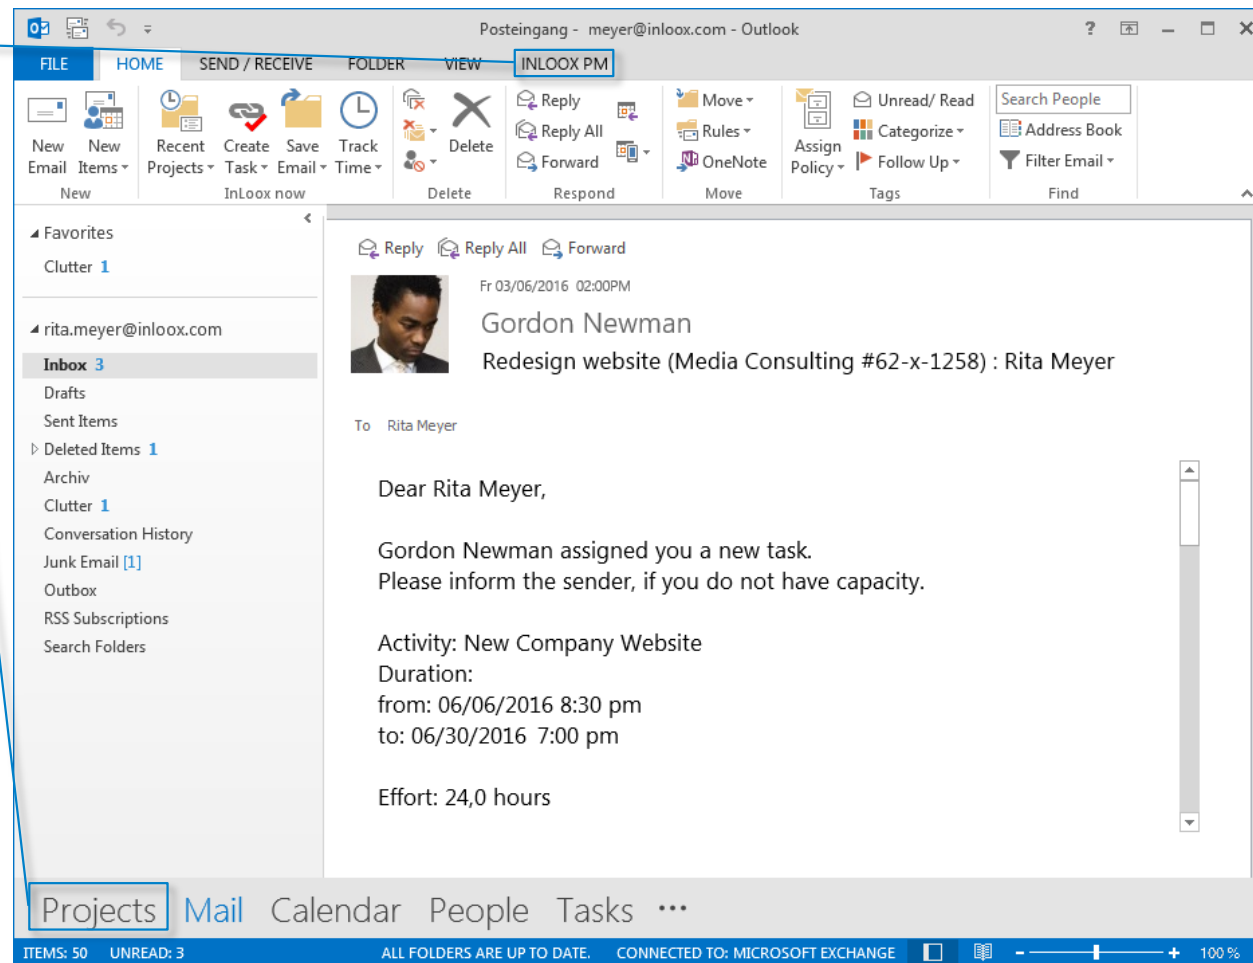 Posteingang - meyer@inloox.com - Outlook
FILE HOME SEND / RECEIVE FOLDER VIEW INLOOX PM
New Email
New Items
Recent Projects
Create Task
Save Email
Track Time
Delete
Reply
Reply All
Forward
Move
Rules
OneNote
Assign Policy
Unread/ Read
Categorize
Follow Up
Search People
Address Book
Filter Email
New InLoox now Delete Respond Move Tags Find
Favorites
Clutter 1
rita.meyer@inloox.com
Inbox 3
Drafts
Sent Items
Deleted Items 1
Archiv
Clutter 1
Conversation History
Junk Email [1]
Outbox
RSS Subscriptions
Search Folders
Reply Reply All Forward
Fr 03/06/2016 02:00PM
Gordon Newman
Redesign website (Media Consulting #62-x-1258) : Rita Meyer
To Rita Meyer
Dear Rita Meyer,
Gordon Newman assigned you a new task.
Please inform the sender, if you do not have capacity.
Activity: New Company Website
Duration:
from: 06/06/2016 8:30 pm
to: 06/30/2016 7:00 pm
Effort: 24,0 hours
Projects Mail Calendar People Tasks ···
ITEMS: 50 UNREAD: 3 ALL FOLDERS ARE UP TO DATE. CONNECTED TO: MICROSOFT EXCHANGE 100 %